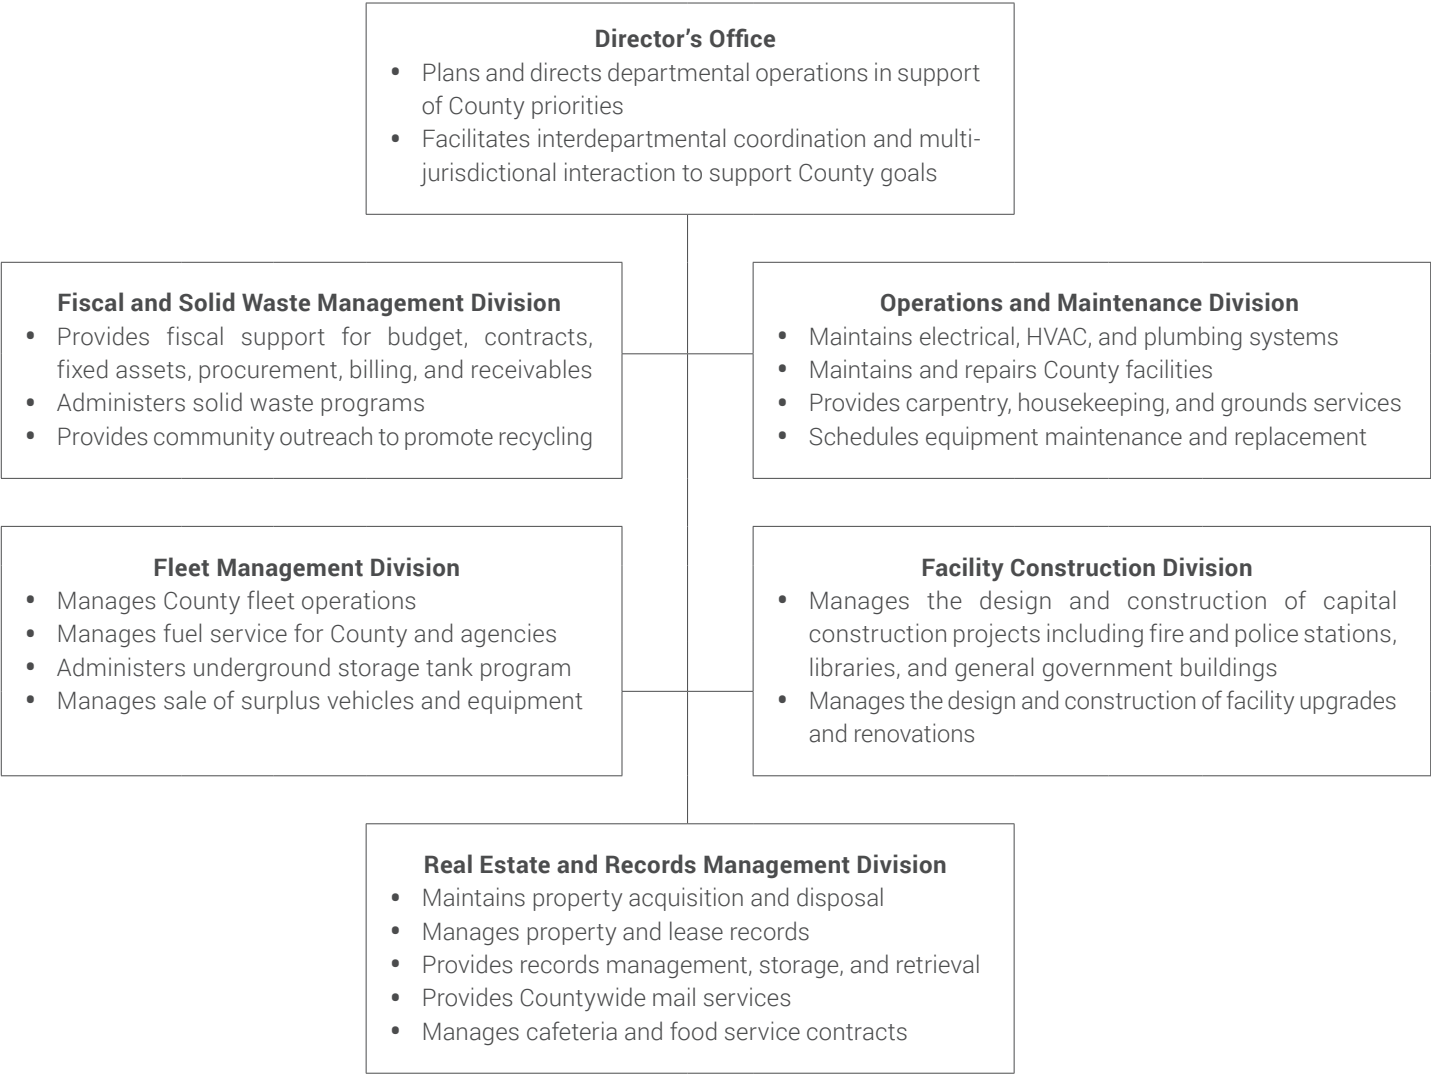 Director’s Office
• Plans and directs departmental operations in support
of County priorities
• Facilitates interdepartmental coordination and multi-
jurisdictional interaction to support County goals
Fiscal and Solid Waste Management Division
• Provides fiscal support for budget, contracts,
fixed assets, procurement, billing, and receivables
• Administers solid waste programs
• Provides community outreach to promote recycling
Operations and Maintenance Division
• Maintains electrical, HVAC, and plumbing systems
• Maintains and repairs County facilities
• Provides carpentry, housekeeping, and grounds services
• Schedules equipment maintenance and replacement
Fleet Management Division
• Manages County fleet operations
• Manages fuel service for County and agencies
• Administers underground storage tank program
• Manages sale of surplus vehicles and equipment
Facility Construction Division
• Manages the design and construction of capital
construction projects including fire and police stations,
libraries, and general government buildings
• Manages the design and construction of facility upgrades
and renovations
Real Estate and Records Management Division
• Maintains property acquisition and disposal
• Manages property and lease records
• Provides records management, storage, and retrieval
• Provides Countywide mail services
• Manages cafeteria and food service contracts